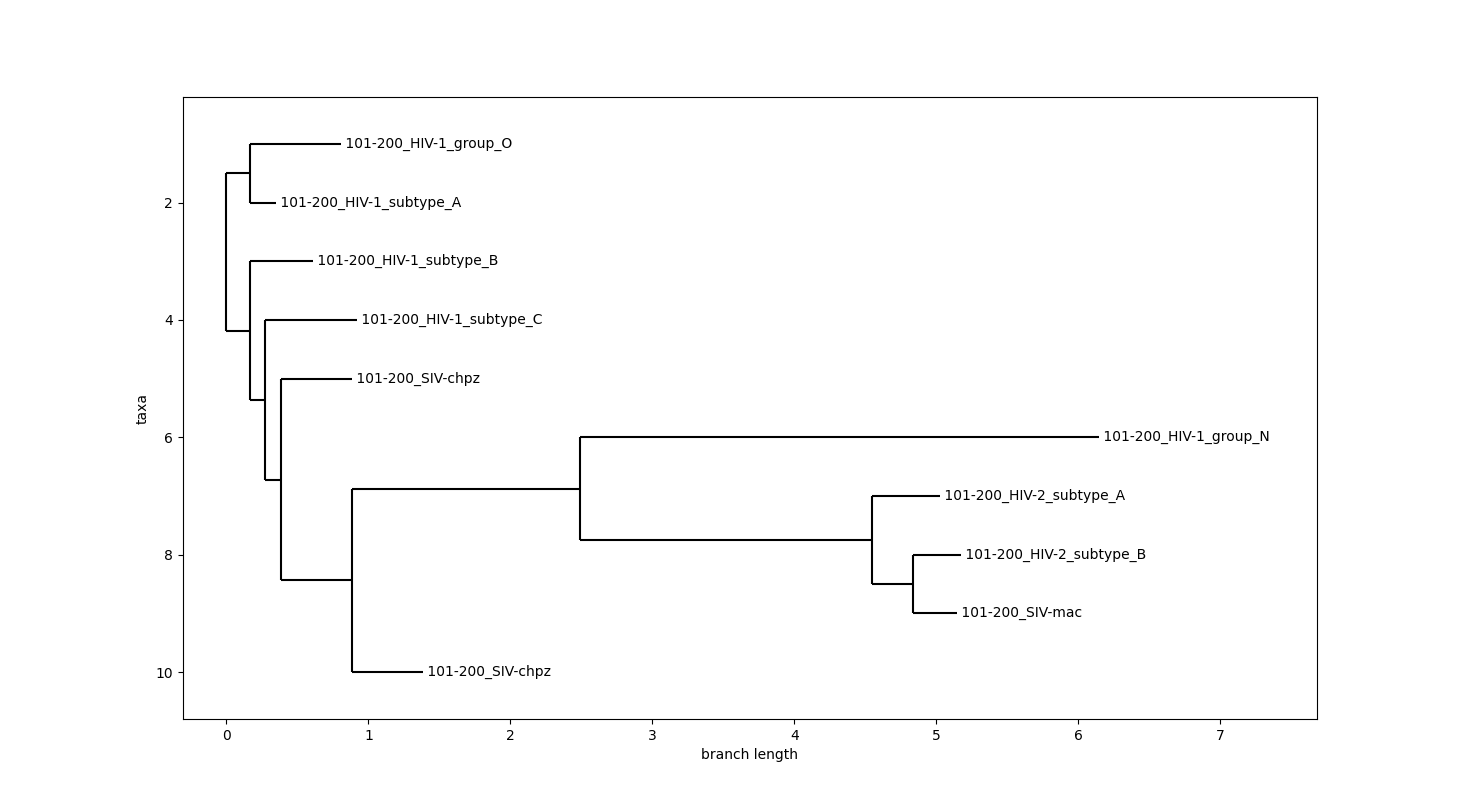 101-200_HIV-1_group_O
2
101-200_HIV-1_subtype_A
101-200_HIV-1_subtype_B
4
101-200_HIV-1_subtype_C
101-200_SIV-chpz
taxa
6
101-200_HIV-1_group_N
101-200_HIV-2_subtype_A
8
101-200_HIV-2_subtype_B
101-200_SIV-mac
10
101-200_SIV-chpz
0 1 2 3 4 5 6 7
branch length